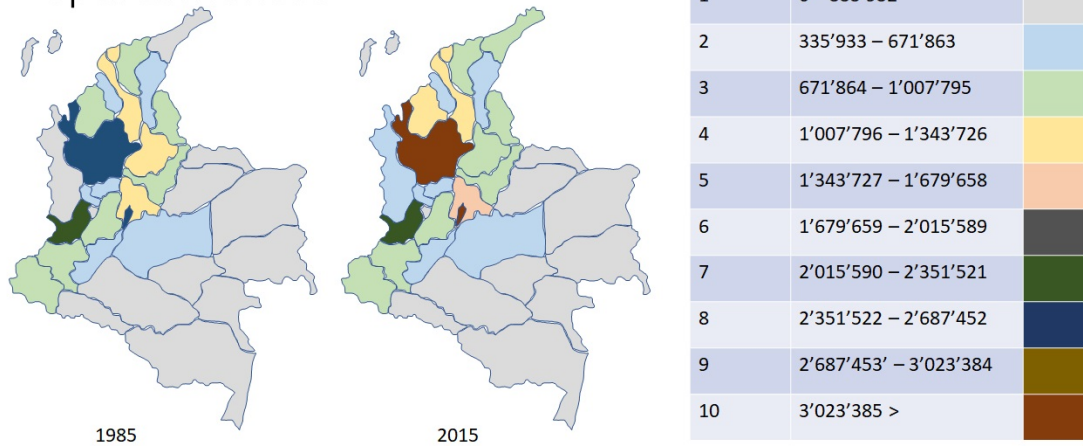 2 335'933 – 671'863
3 671'864 – 1'007'795
4 1'007'796 – 1'343'726
5 1'343'727 – 1'679'658
6 1'679'659 – 2'015'589
7 2'015'590 – 2'351'521
8 2'351'522 – 2'687'452
9 2'687'453' – 3'023'384
10 3'023'385 >
1985 2015